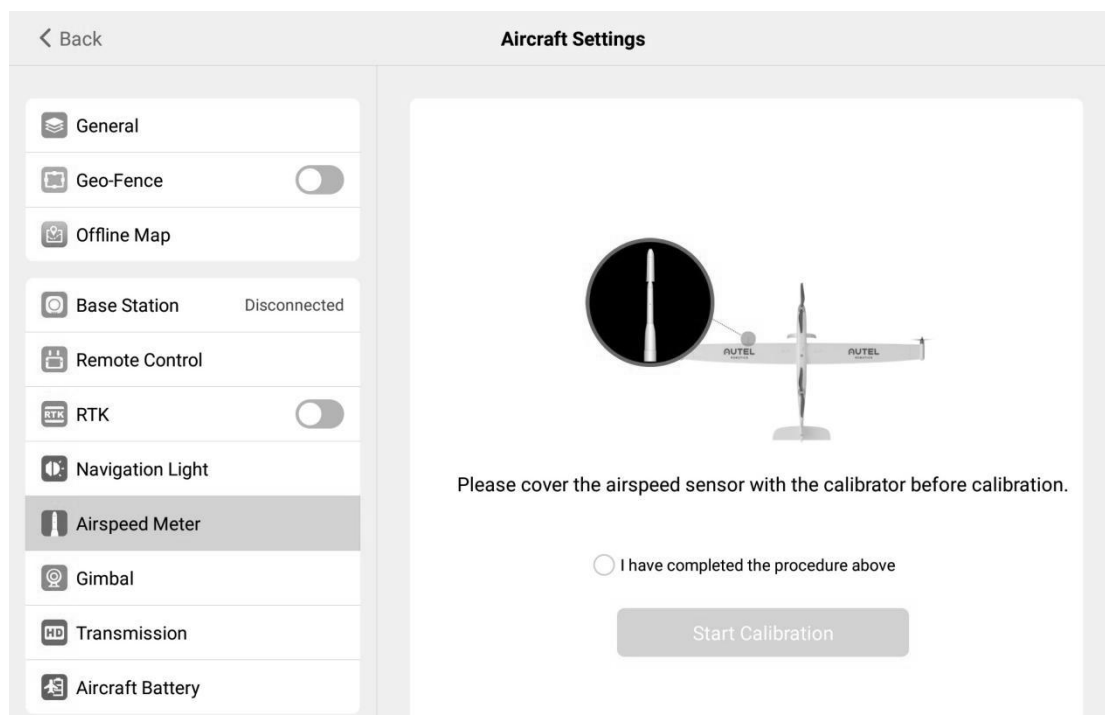 Back
Aircraft Settings
General
Geo-Fence
Offline Map
Base Station Disconnected
Remote Control
RTK
RTK
Navigation Light
Airspeed Meter
Gimbal
HD
Transmission
Aircraft Battery
AUTEL
AUTEL
Please cover the airspeed sensor with the calibrator before calibration.
I have completed the procedure above
Start Calibration